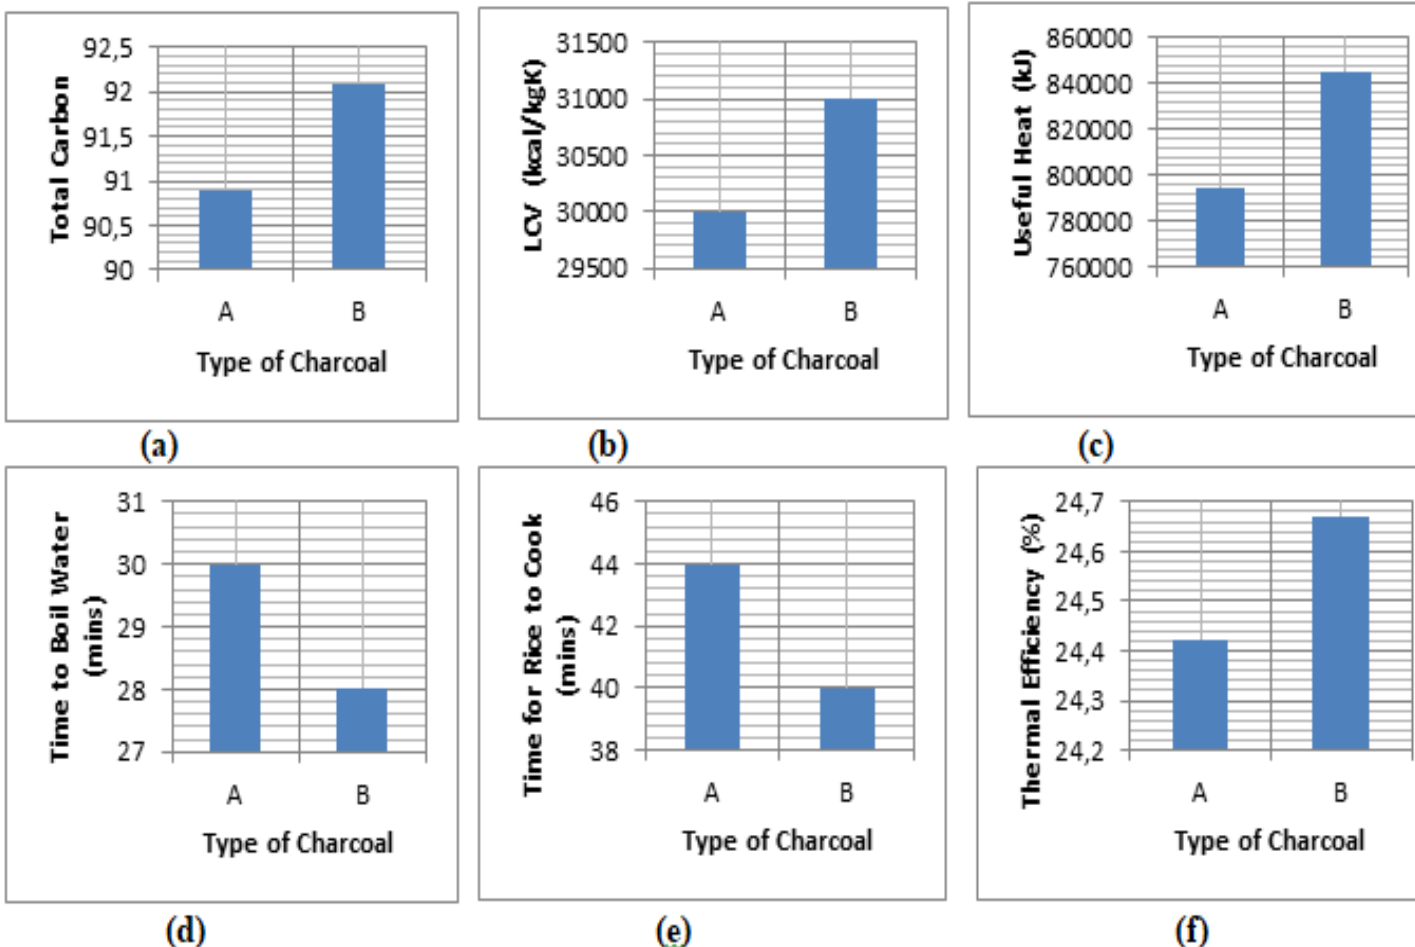 Total Carbon
92,5
92
91,5
91
90,5
90
A B
Type of Charcoal
(a)
LCV (kcal/kgK)
31500
31000
30500
30000
29500
A B
Type of Charcoal
(b)
Useful Heat (kJ)
860000
840000
820000
800000
780000
760000
A B
Type of Charcoal
(c)
Time to Boil Water
(mins)
31
30
29
28
27
A B
Type of Charcoal
(d)
Time for Rice to Cook
(mins)
46
44
42
40
38
A B
Type of Charcoal
(e)
Thermal Efficiency (%)
24,7
24,6
24,5
24,4
24,3
24,2
A B
Type of Charcoal
(f)